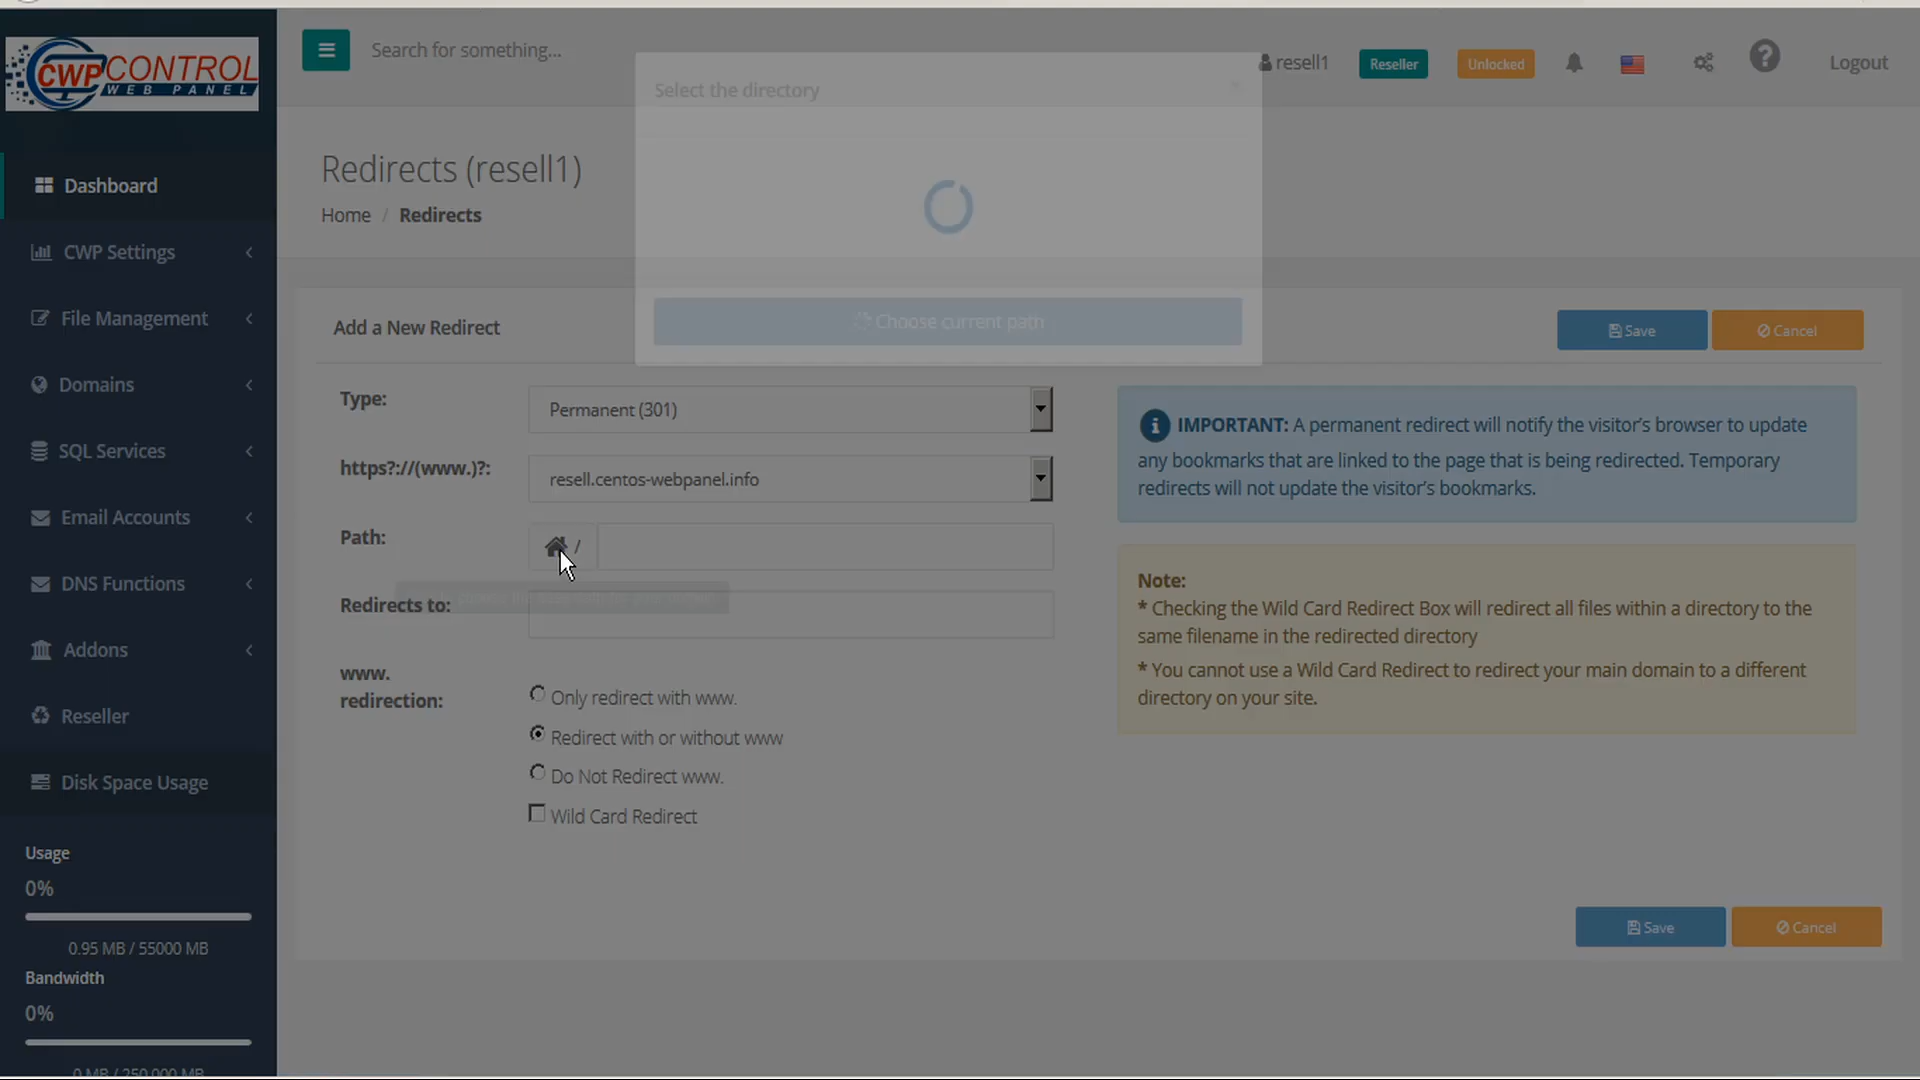 CWP CONTROL
WEB PANEL
Search for something...
resell1
Reseller
Unlocked
Logout
Select the directory
Choose current path
Redirects (resell1)
Home / Redirects
Dashboard
CWP Settings
File Management
Domains
SQL Services
Email Accounts
DNS Functions
Addons
Reseller
Disk Space Usage
Usage
0%
0.95 MB / 55000 MB
Bandwidth
0%
0 MB / 250.000 MB
Add a New Redirect
Save
Cancel
Type:
Permanent (301)
https?://(www.)?:
resell.centos-webpanel.info
Path:
/
Redirects to:
www.
redirection:
Only redirect with www.
Redirect with or without www
Do Not Redirect www.
Wild Card Redirect
IMPORTANT: A permanent redirect will notify the visitor's browser to update
any bookmarks that are linked to the page that is being redirected. Temporary
redirects will not update the visitor's bookmarks.
Note:
* Checking the Wild Card Redirect Box will redirect all files within a directory to the
same filename in the redirected directory
* You cannot use a Wild Card Redirect to redirect your main domain to a different
directory on your site.
Save
Cancel